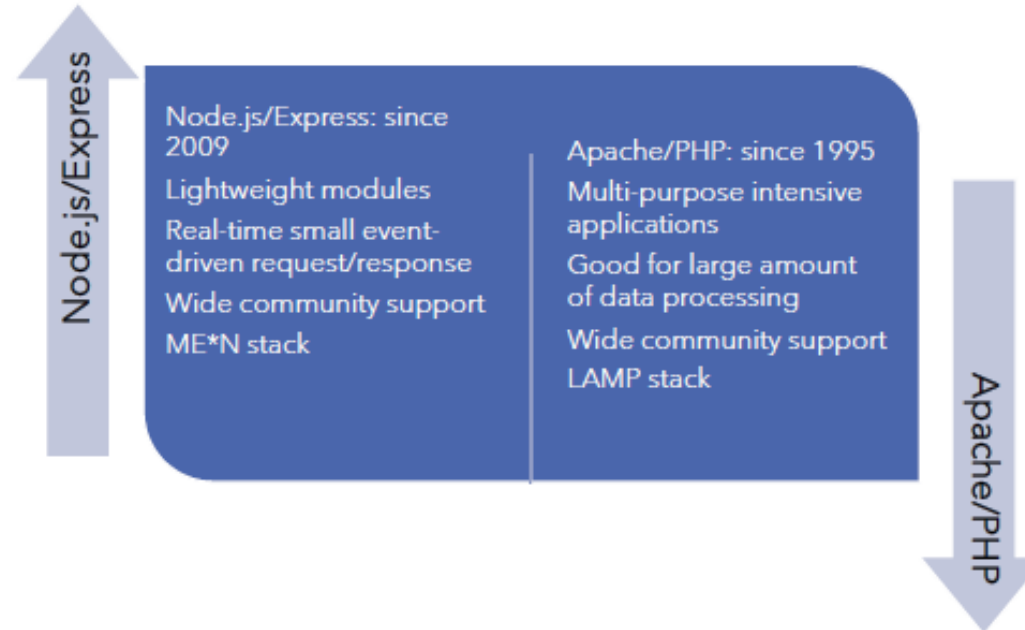 Node.js/Express
Node.js/Express: since
2009
Lightweight modules
Real-time small event-
driven request/response
Wide community support
ME*N stack
Apache/PHP: since 1995
Multi-purpose intensive
applications
Good for large amount
of data processing
Wide community support
LAMP stack
Apache/PHP